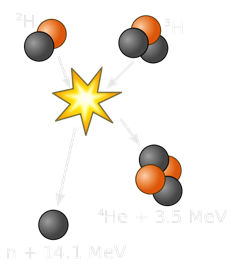 ²H
³H
⁴He + 3.5 MeV
n + 14.1 MeV